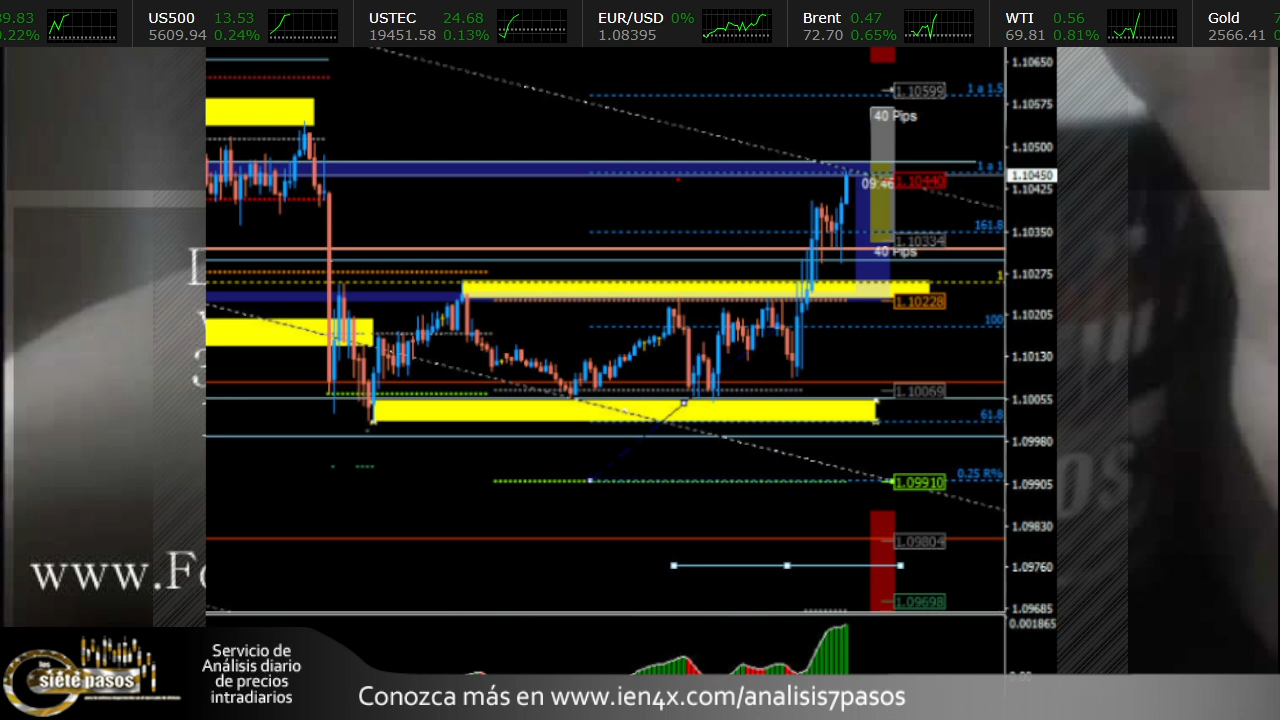 39.83
0.22%
US500 13.53
5609.94 0.24%
USTEC 24.68
19451.58 0.13%
EUR/USD 0%
1.08395
Brent 0.47
72.70 0.65%
WTI 0.56
69.81 0.81%
Gold
2566.41
1.10650
1 a 1.5
1.10599
1.10575
40 Pips
1.10500
1 a 1
1.10450
09:46
1.10440
1.10425
161.8
1.10350
1.10334
40 Pips
1.10275
1
1.10228
1.10205
100
1.10130
1.10069
1.10055
61.8
1.09980
0.25 R%
1.09910
1.09905
1.09830
1.09804
1.09760
1.09698
1.09685
0.001865
www.Fo
los
siete pasos
Servicio de
Análisis diario
de precios
intradiarios
Conozca más en www.ien4x.com/analisis7pasos